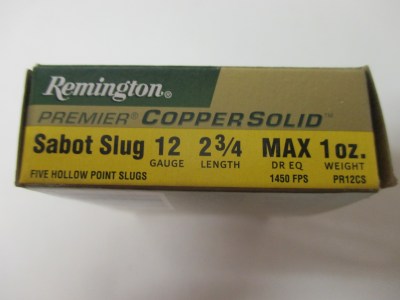 Remington®
PREMIER® COPPER SOLID™
Sabot Slug 12 2 3/4 MAX 1 oz.
GAUGE LENGTH DR EQ WEIGHT
FIVE HOLLOW POINT SLUGS 1450 FPS PR12CS